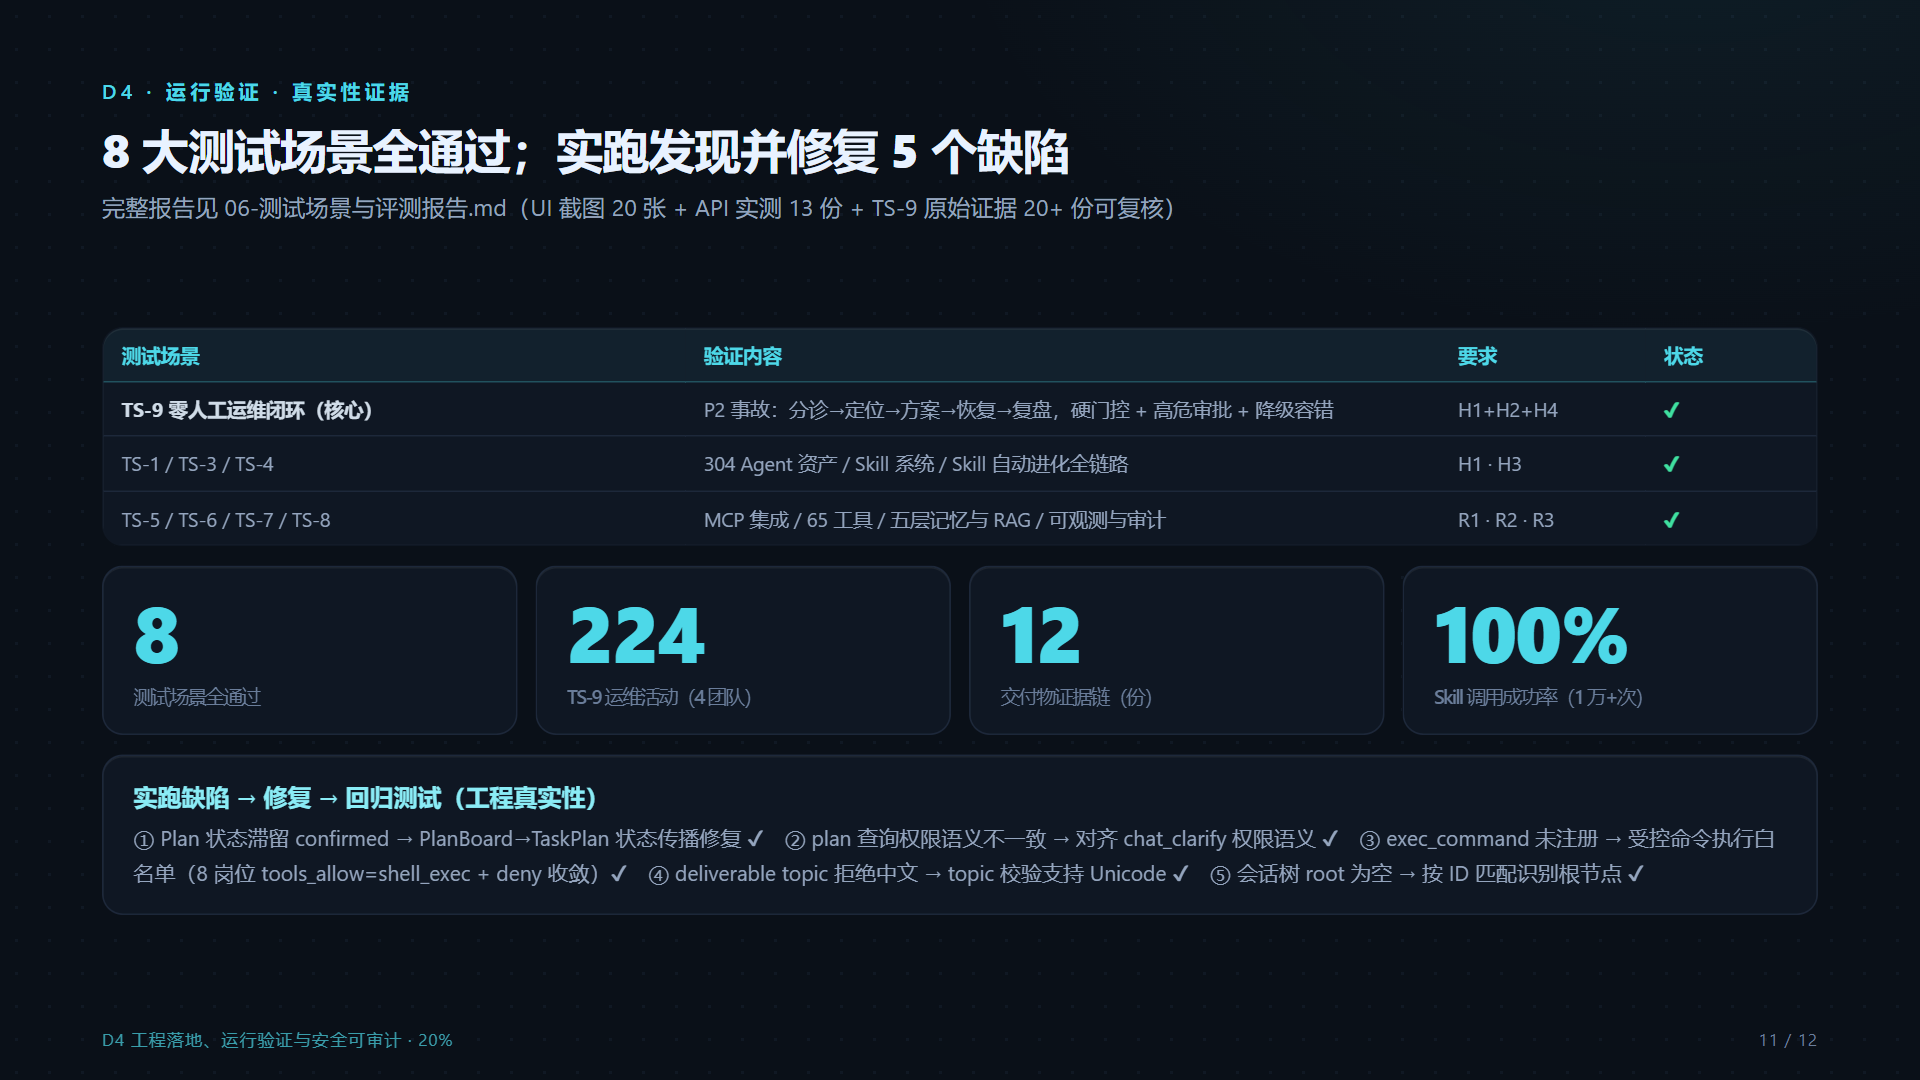 D4 · 运行验证 · 真实性证据
8 大测试场景全通过；实跑发现并修复 5 个缺陷
完整报告见 06-测试场景与评测报告.md（UI 截图 20 张 + API 实测 13 份 + TS-9 原始证据 20+ 份可复核）
测试场景 验证内容 要求 状态
TS-9 零人工运维闭环（核心） P2 事故：分诊→定位→方案→恢复→复盘，硬门控 + 高危审批 + 降级容错 H1+H2+H4 ✓
TS-1 / TS-3 / TS-4 304 Agent 资产 / Skill 系统 / Skill 自动进化全链路 H1 · H3 ✓
TS-5 / TS-6 / TS-7 / TS-8 MCP 集成 / 65 工具 / 五层记忆与 RAG / 可观测与审计 R1 · R2 · R3 ✓
8
测试场景全通过
224
TS-9 运维活动（4 团队）
12
交付物证据链（份）
100%
Skill 调用成功率（1 万+次）
实跑缺陷 → 修复 → 回归测试（工程真实性）
① Plan 状态滞留 confirmed → PlanBoard→TaskPlan 状态传播修复 ✓ ② plan 查询权限语义不一致 → 对齐 chat_clarify 权限语义 ✓ ③ exec_command 未注册 → 受控命令执行白
名单（8 岗位 tools_allow=shell_exec + deny 收敛）✓ ④ deliverable topic 拒绝中文 → topic 校验支持 Unicode ✓ ⑤ 会话树 root 为空 → 按 ID 匹配识别根节点 ✓
D4 工程落地、运行验证与安全可审计 · 20%
11 / 12